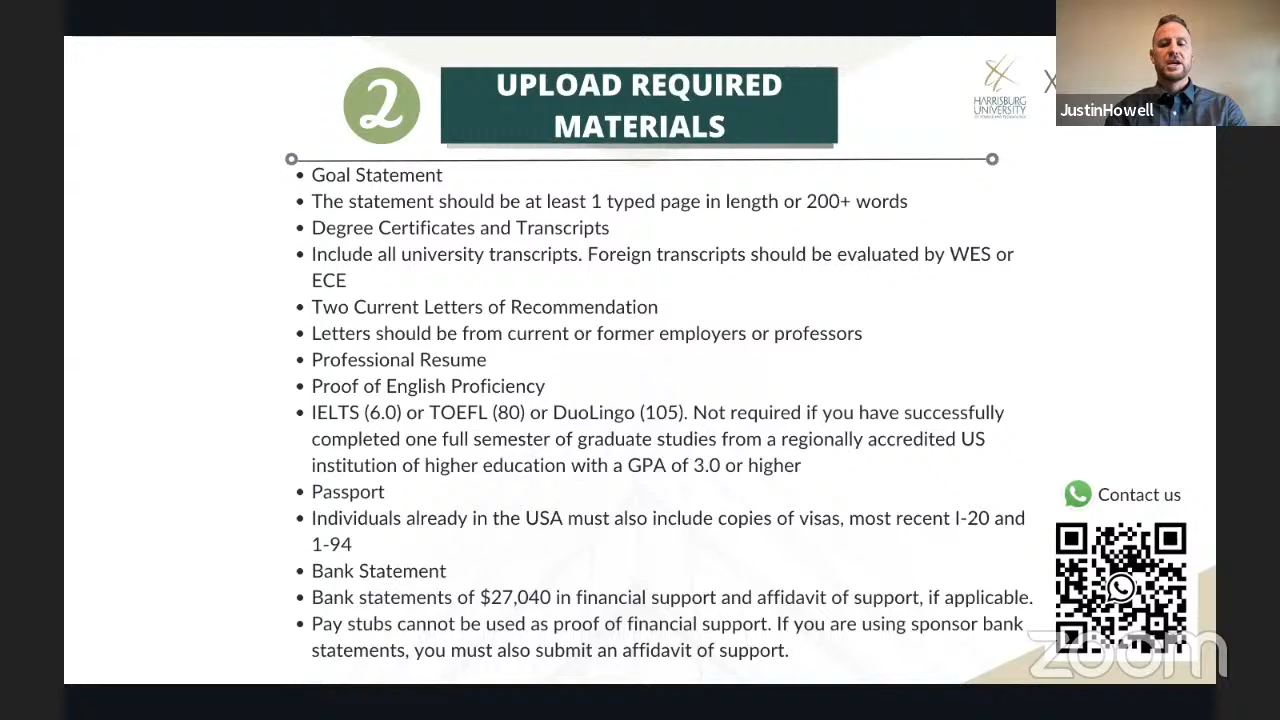 2
UPLOAD REQUIRED
MATERIALS
HARRISBURG
UNIVERSITY
X
JustinHowell
• Goal Statement
• The statement should be at least 1 typed page in length or 200+ words
• Degree Certificates and Transcripts
• Include all university transcripts. Foreign transcripts should be evaluated by WES or
ECE
• Two Current Letters of Recommendation
• Letters should be from current or former employers or professors
• Professional Resume
• Proof of English Proficiency
• IELTS (6.0) or TOEFL (80) or DuoLingo (105). Not required if you have successfully
completed one full semester of graduate studies from a regionally accredited US
institution of higher education with a GPA of 3.0 or higher
• Passport
• Individuals already in the USA must also include copies of visas, most recent I-20 and
1-94
• Bank Statement
• Bank statements of $27,040 in financial support and affidavit of support, if applicable.
• Pay stubs cannot be used as proof of financial support. If you are using sponsor bank
statements, you must also submit an affidavit of support.
Contact us
zoom